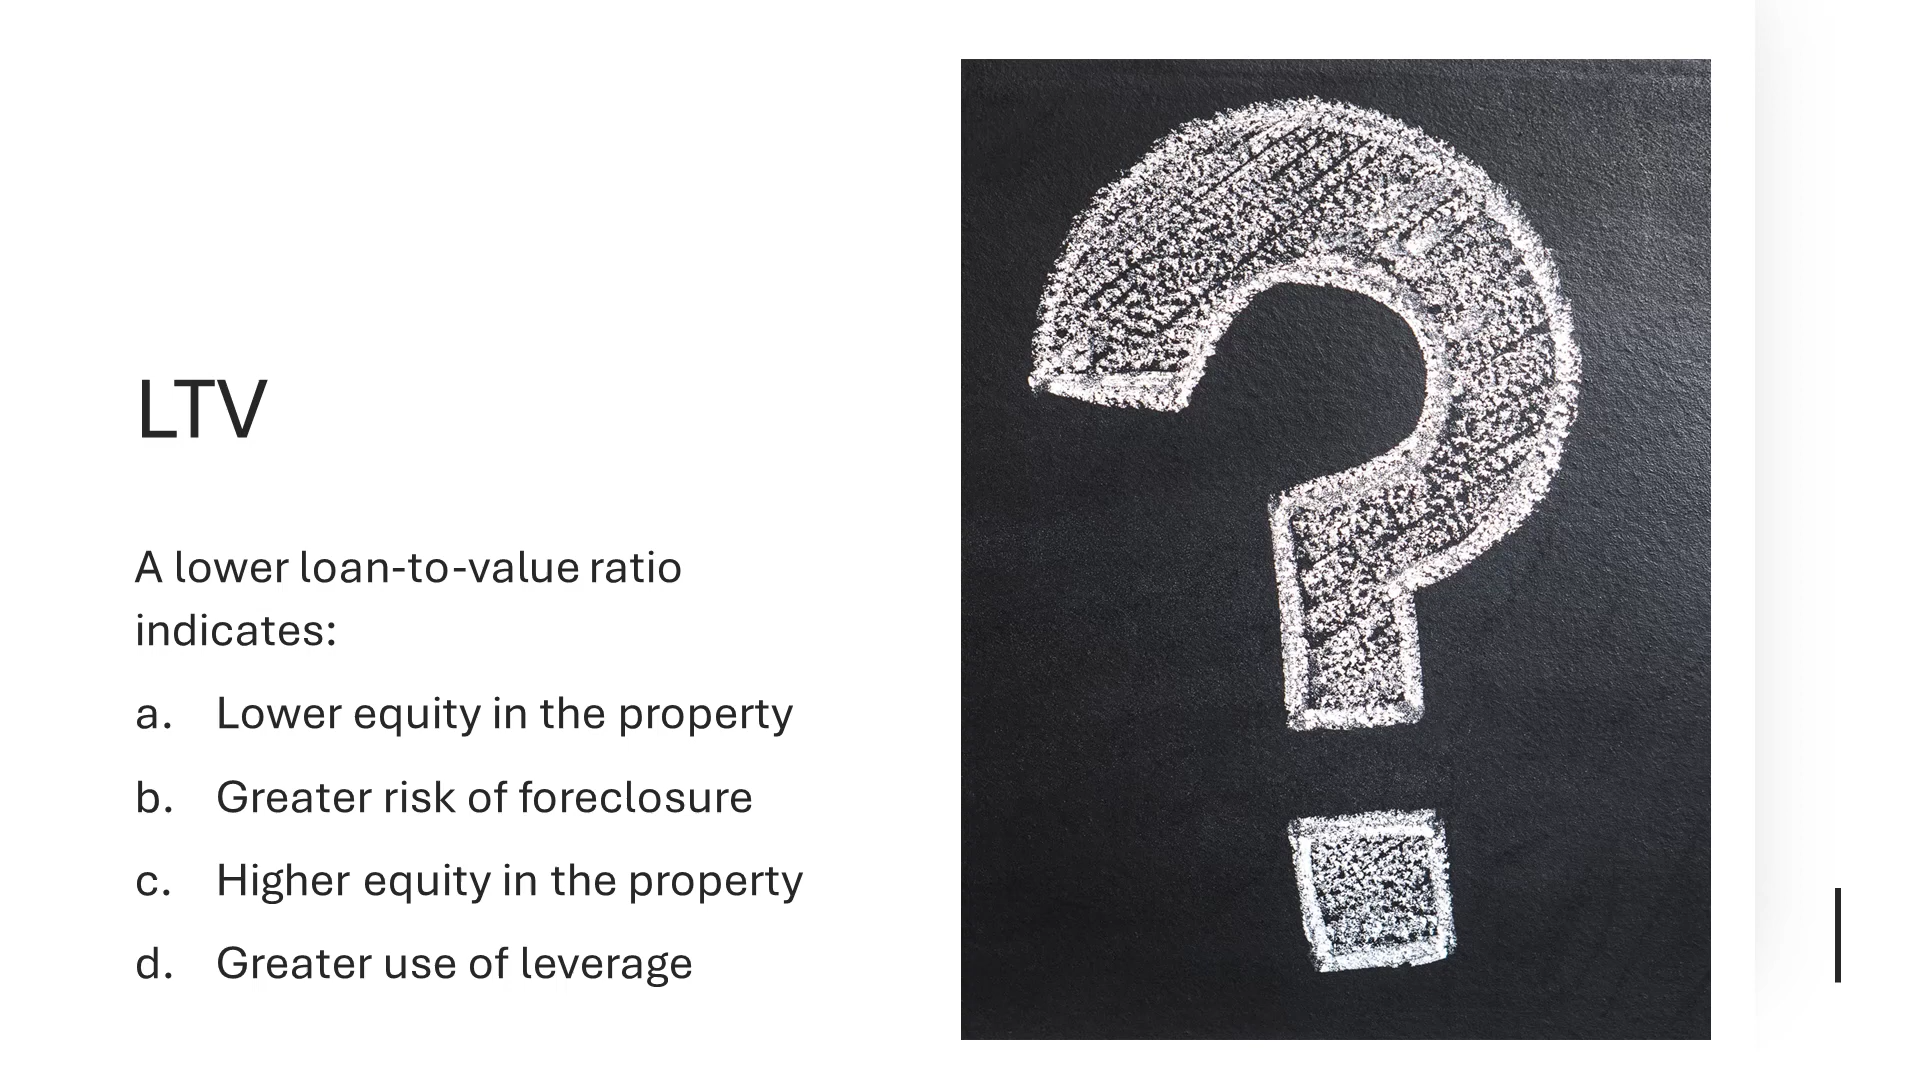 LTV
A lower loan-to-value ratio
indicates:
a. Lower equity in the property
b. Greater risk of foreclosure
c. Higher equity in the property
d. Greater use of leverage